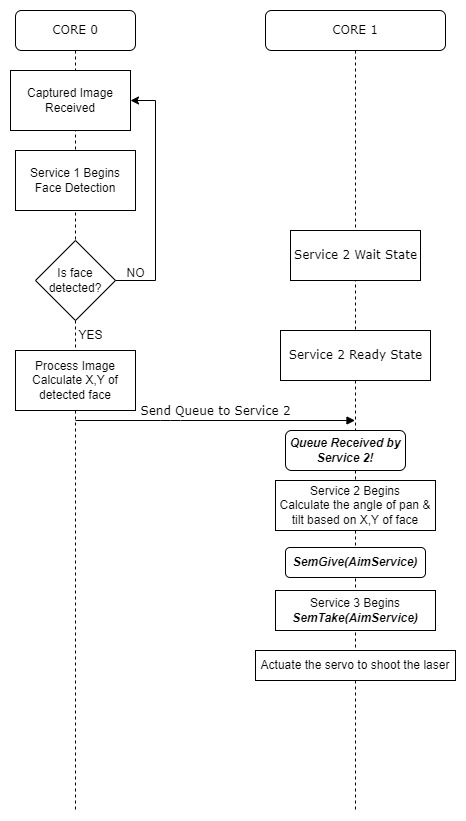 CORE 0
CORE 1
Captured Image
Received
Service 1 Begins
Face Detection
Is face
detected?
NO
YES
Service 2 Wait State
Service 2 Ready State
Process Image
Calculate X,Y of
detected face
Send Queue to Service 2
Queue Received by
Service 2!
Service 2 Begins
Calculate the angle of pan &
tilt based on X,Y of face
SemGive(AimService)
Service 3 Begins
SemTake(AimService)
Actuate the servo to shoot the laser